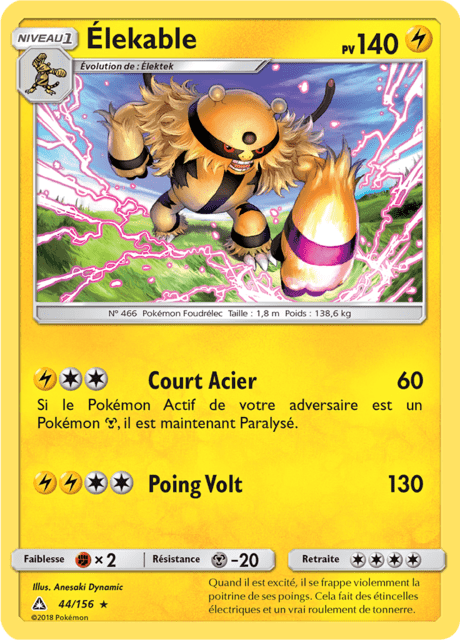 NIVEAU 1
Élekable
PV 140
Évolution de : Élektek
N° 466 Pokémon Foudrélec Taille : 1,8 m Poids : 138,6 kg
Court Acier 60
Si le Pokémon Actif de votre adversaire est un
Pokémon , il est maintenant Paralysé.
Poing Volt 130
Faiblesse × 2 Résistance -20 Retraite
Illus. Anesaki Dynamic
44/156 ★
©2018 Pokémon
Quand il est excité, il se frappe violemment la
poitrine de ses poings. Cela fait des étincelles
électriques et un vrai roulement de tonnerre.